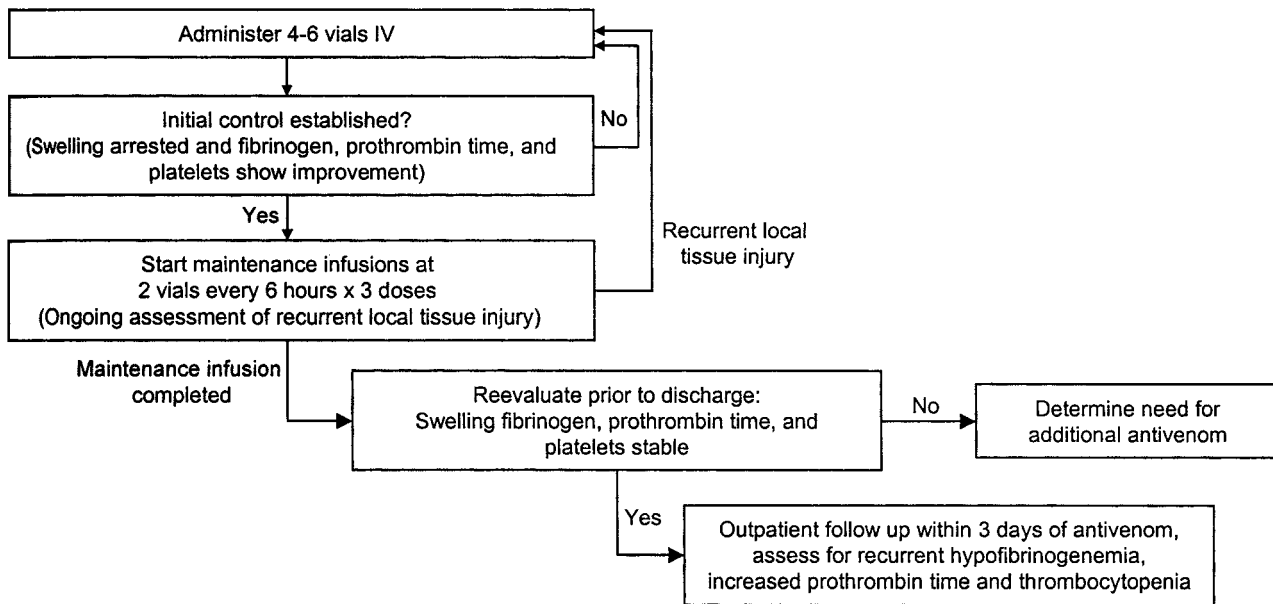 Administer 4-6 vials IV
Initial control established?
(Swelling arrested and fibrinogen, prothrombin time, and
platelets show improvement)
No
Yes
Recurrent local
tissue injury
Start maintenance infusions at
2 vials every 6 hours x 3 doses
(Ongoing assessment of recurrent local tissue injury)
Maintenance infusion
completed
Reevaluate prior to discharge:
Swelling fibrinogen, prothrombin time, and
platelets stable
No
Determine need for
additional antivenom
Yes
Outpatient follow up within 3 days of antivenom,
assess for recurrent hypofibrinogenemia,
increased prothrombin time and thrombocytopenia